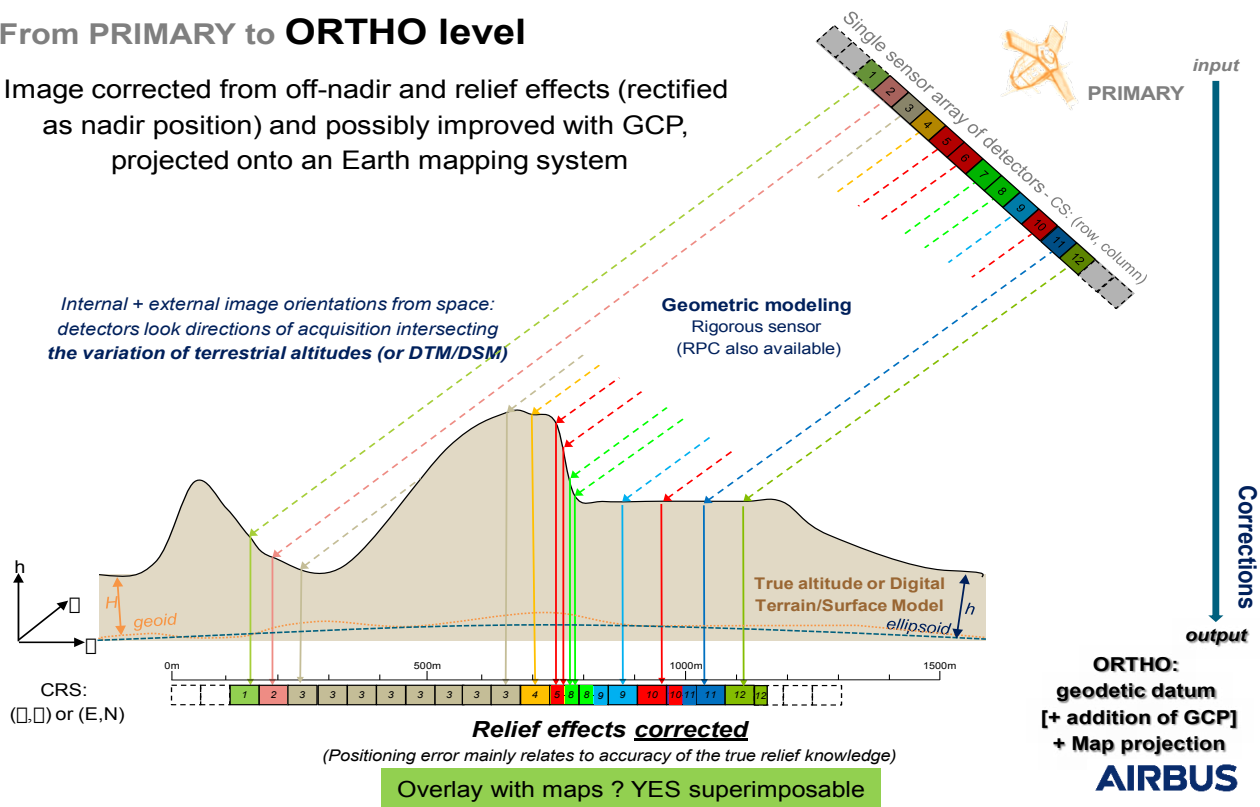 From PRIMARY to ORTHO level
Image corrected from off-nadir and relief effects (rectified
as nadir position) and possibly improved with GCP,
projected onto an Earth mapping system
Single sensor array of detectors - CS: (row, column)
1 2 3 4 5 6 7 8 9 10 11 12
PRIMARY
input
Internal + external image orientations from space:
detectors look directions of acquisition intersecting
the variation of terrestrial altitudes (or DTM/DSM)
Geometric modeling
Rigorous sensor
(RPC also available)
Corrections
h
H
geoid
True altitude or Digital
Terrain/Surface Model
h
ellipsoid
output
0m 500m 1000m 1500m
CRS:
(▯,▯) or (E,N)
1 2 3 3 3 3 3 3 3 3 4 5 8 8 9 9 10 10 11 11 12 12
Relief effects corrected
(Positioning error mainly relates to accuracy of the true relief knowledge)
Overlay with maps ? YES superimposable
ORTHO:
geodetic datum
[+ addition of GCP]
+ Map projection
AIRBUS